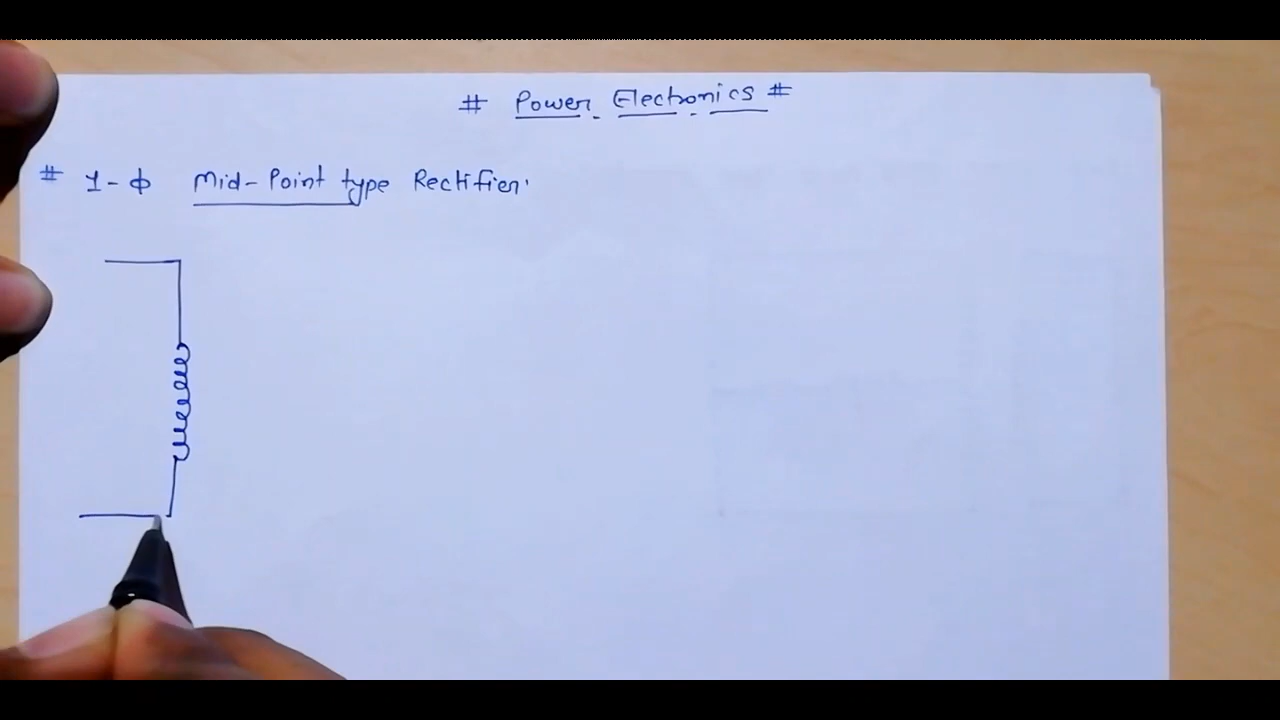 # Power Electronics #
# 1-ϕ Mid-Point type Rectifier